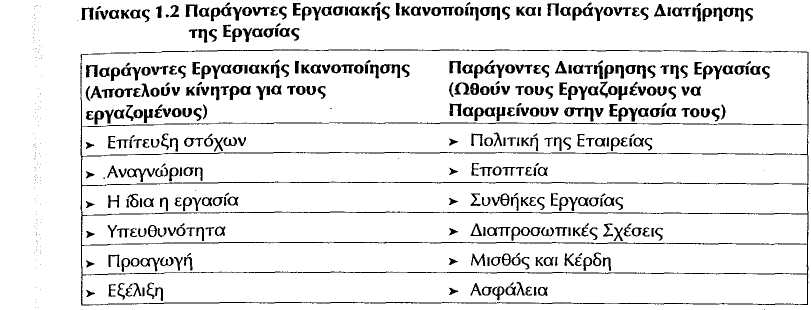 Πίνακας 1.2 Παράγοντες Εργασιακής Ικανοποίησης και Παράγοντες Διατήρησης
της Εργασίας
Παράγοντες Εργασιακής Ικανοποίησης
(Αποτελούν κίνητρα για τους
εργαζομένους)
Παράγοντες Διατήρησης της Εργασίας
(Ωθούν τους Εργαζομένους να
Παραμείνουν στην Εργασία τους)
➤ Επίτευξη στόχων
➤ Πολιτική της Εταιρείας
➤ Αναγνώριση
➤ Εποπτεία
➤ Η ίδια η εργασία
➤ Συνθήκες Εργασίας
➤ Υπευθυνότητα
➤ Διαπροσωπικές Σχέσεις
➤ Προαγωγή
➤ Μισθός και Κέρδη
➤ Εξέλιξη
➤ Ασφάλεια